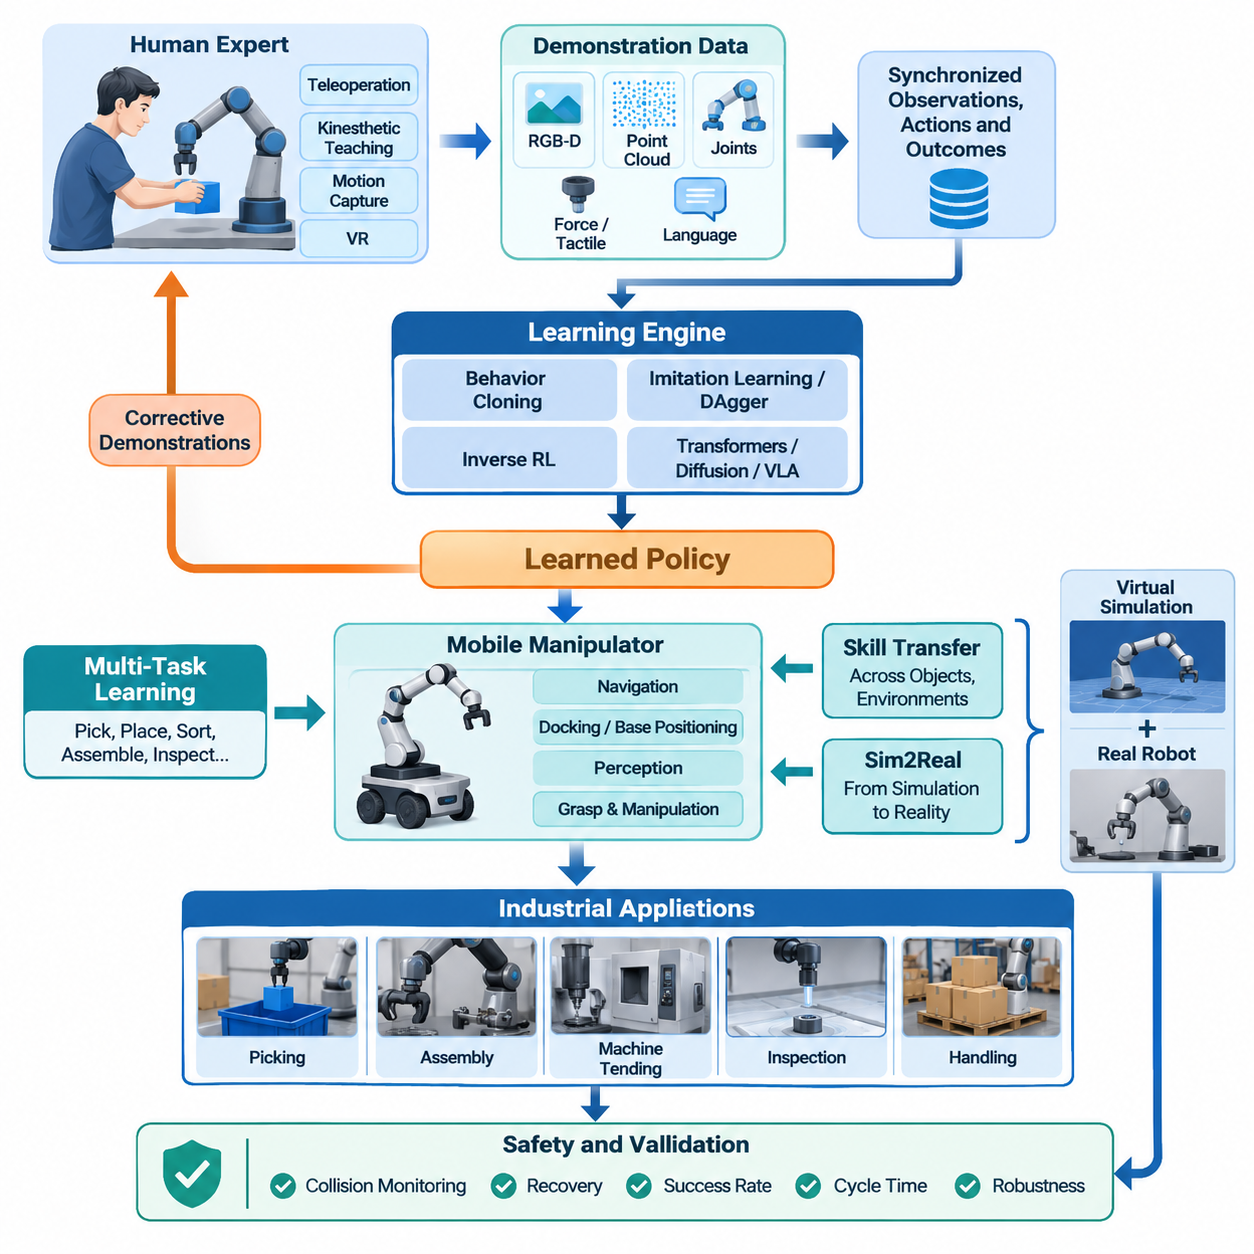 Human Expert
Teleoperation
Kinesthetic
Teaching
Motion
Capture
VR
Demonstration Data
RGB-D
Point
Cloud
Joints
Force /
Tactile
Language
Synchronized
Observations,
Actions and
Outcomes
Learning Engine
Behavior
Cloning
Imitation Learning /
DAgger
Inverse RL
Transformers /
Diffusion / VLA
Corrective
Demonstrations
Learned Policy
Multi-Task
Learning
Pick, Place, Sort,
Assemble, Inspect...
Mobile Manipulator
Navigation
Docking / Base Positioning
Perception
Grasp & Manipulation
Skill Transfer
Across Objects,
Environments
Sim2Real
From Simulation
to Reality
Virtual
Simulation
+
Real Robot
Industrial Appliestions
Picking
Assembly
Machine
Tending
Inspection
Handling
Safety and Vallidation
Collision Monitoring
Recovery
Success Rate
Cycle Time
Robustness